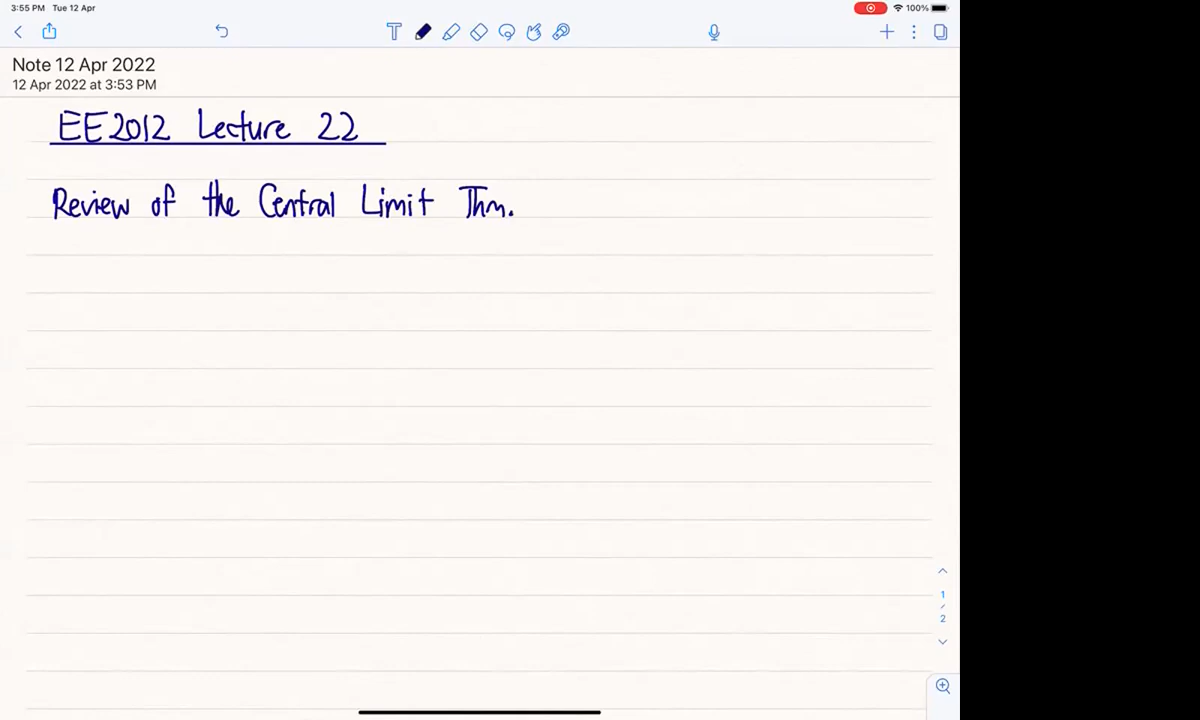 3:55 PM Tue 12 Apr
100%
Note 12 Apr 2022
12 Apr 2022 at 3:53 PM
EE2012 Lecture 22
Review of the Central Limit Thm.
1
/
2